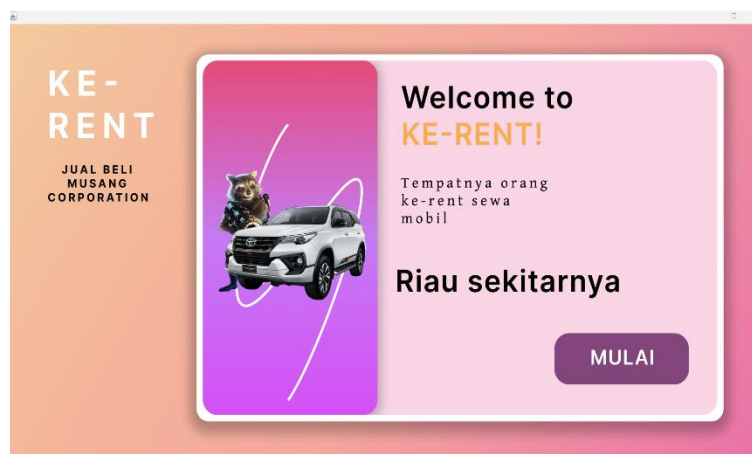 KE-
RENT
JUAL BELI
MUSANG
CORPORATION
Welcome to
KE-RENT!
Tempatnya orang
ke-rent sewa
mobil
Riau sekitarnya
MULAI